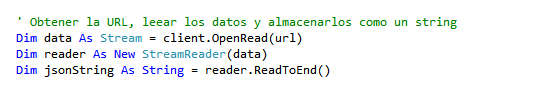 ' Obtener la URL, leear los datos y almacenarlos como un string
Dim data As Stream = client.OpenRead(url)
Dim reader As New StreamReader(data)
Dim jsonString As String = reader.ReadToEnd()